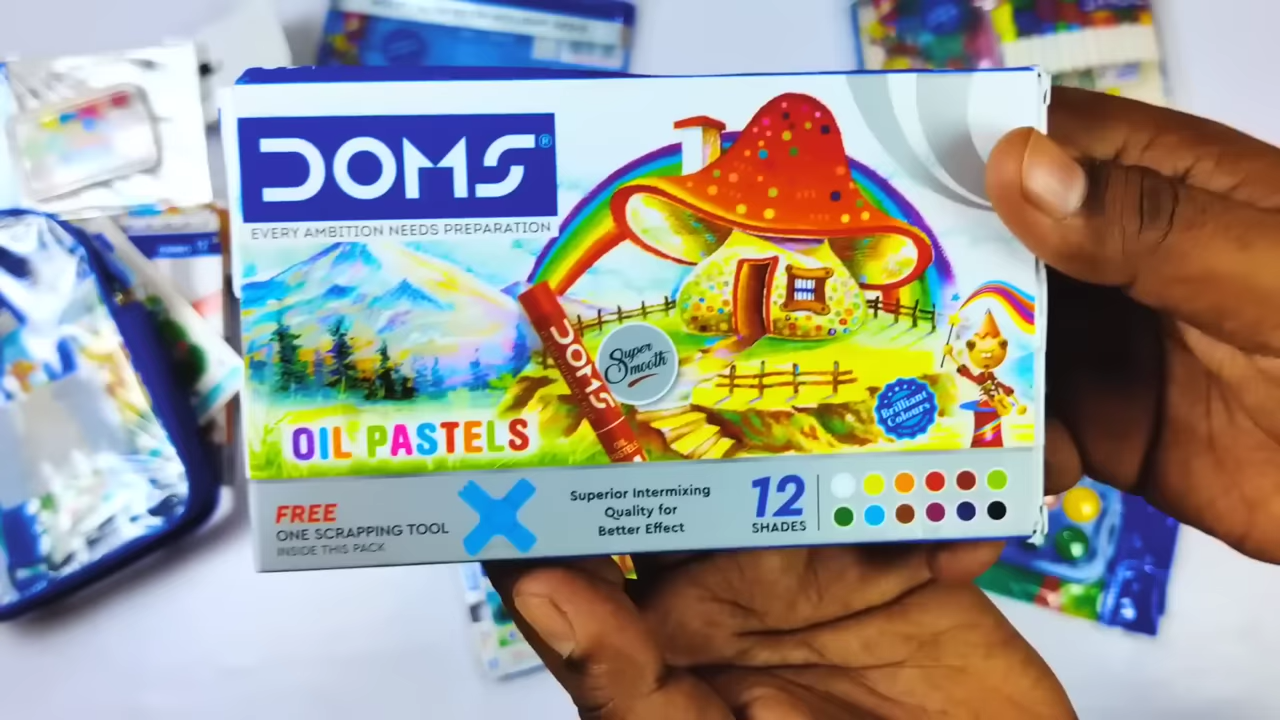 DOMS®
EVERY AMBITION NEEDS PREPARATION
DOMS
Super
Smooth
Brilliant
Colours
OIL PASTELS
OIL
PASTELS
FREE
ONE SCRAPPING TOOL
INSIDE THIS PACK
Superior Intermixing
Quality for
Better Effect
12
SHADES